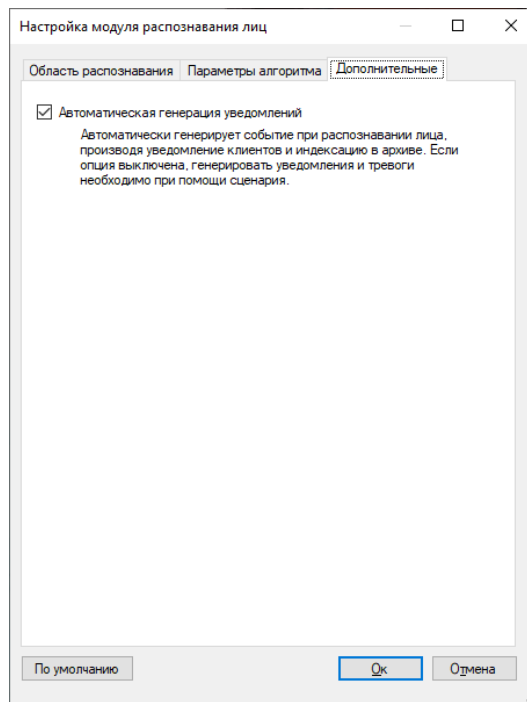 Настройка модуля распознавания лиц
Область распознавания Параметры алгоритма Дополнительные
Автоматическая генерация уведомлений
Автоматически генерирует событие при распознавании лица,
производя уведомление клиентов и индексацию в архиве. Если
опция выключена, генерировать уведомления и тревоги
необходимо при помощи сценария.
По умолчанию Ок Отмена